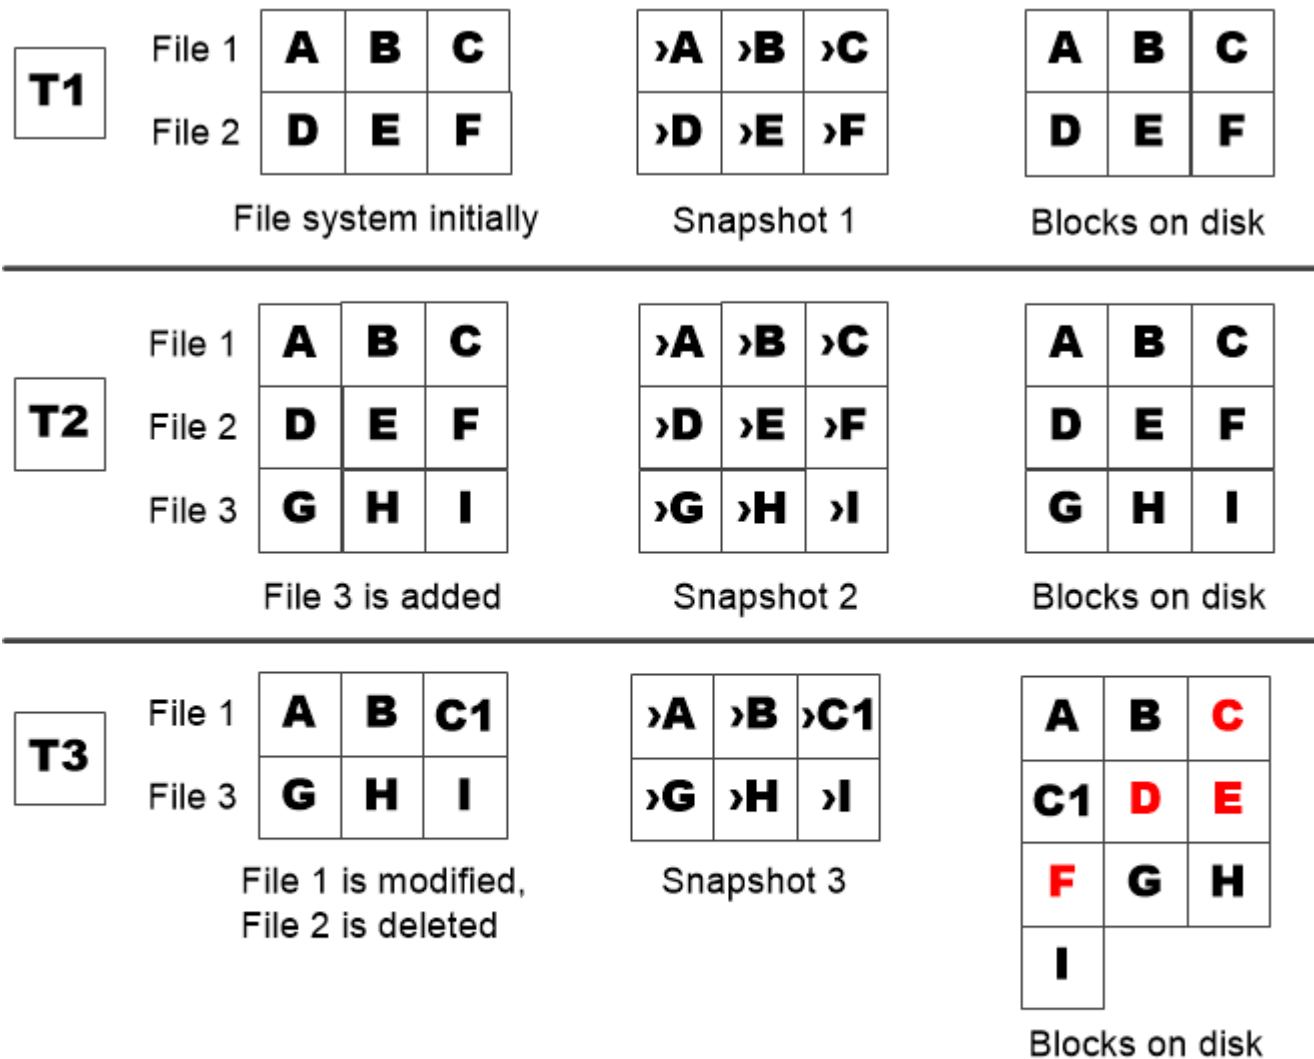 T1
File 1 A B C ›A ›B ›C A B C
File 2 D E F ›D ›E ›F D E F
File system initially Snapshot 1 Blocks on disk
T2
File 1 A B C ›A ›B ›C A B C
File 2 D E F ›D ›E ›F D E F
File 3 G H I ›G ›H ›I G H I
File 3 is added Snapshot 2 Blocks on disk
T3
File 1 A B C1 ›A ›B ›C1 A B C
File 3 G H I ›G ›H ›I C1 D E
File 1 is modified, Snapshot 3 F G H
File 2 is deleted
I
Blocks on disk